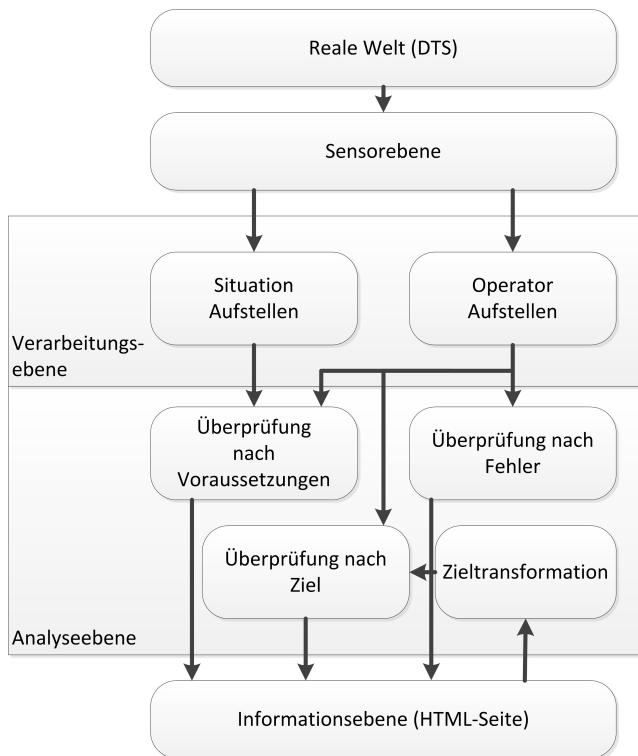 Reale Welt (DTS)
Sensorebene
Situation
Aufstellen
Operator
Aufstellen
Verarbeitungs-
ebene
Überprüfung
nach
Voraussetzungen
Überprüfung nach
Fehler
Überprüfung nach
Ziel
Zieltransformation
Analyseebene
Informationsebene (HTML-Seite)